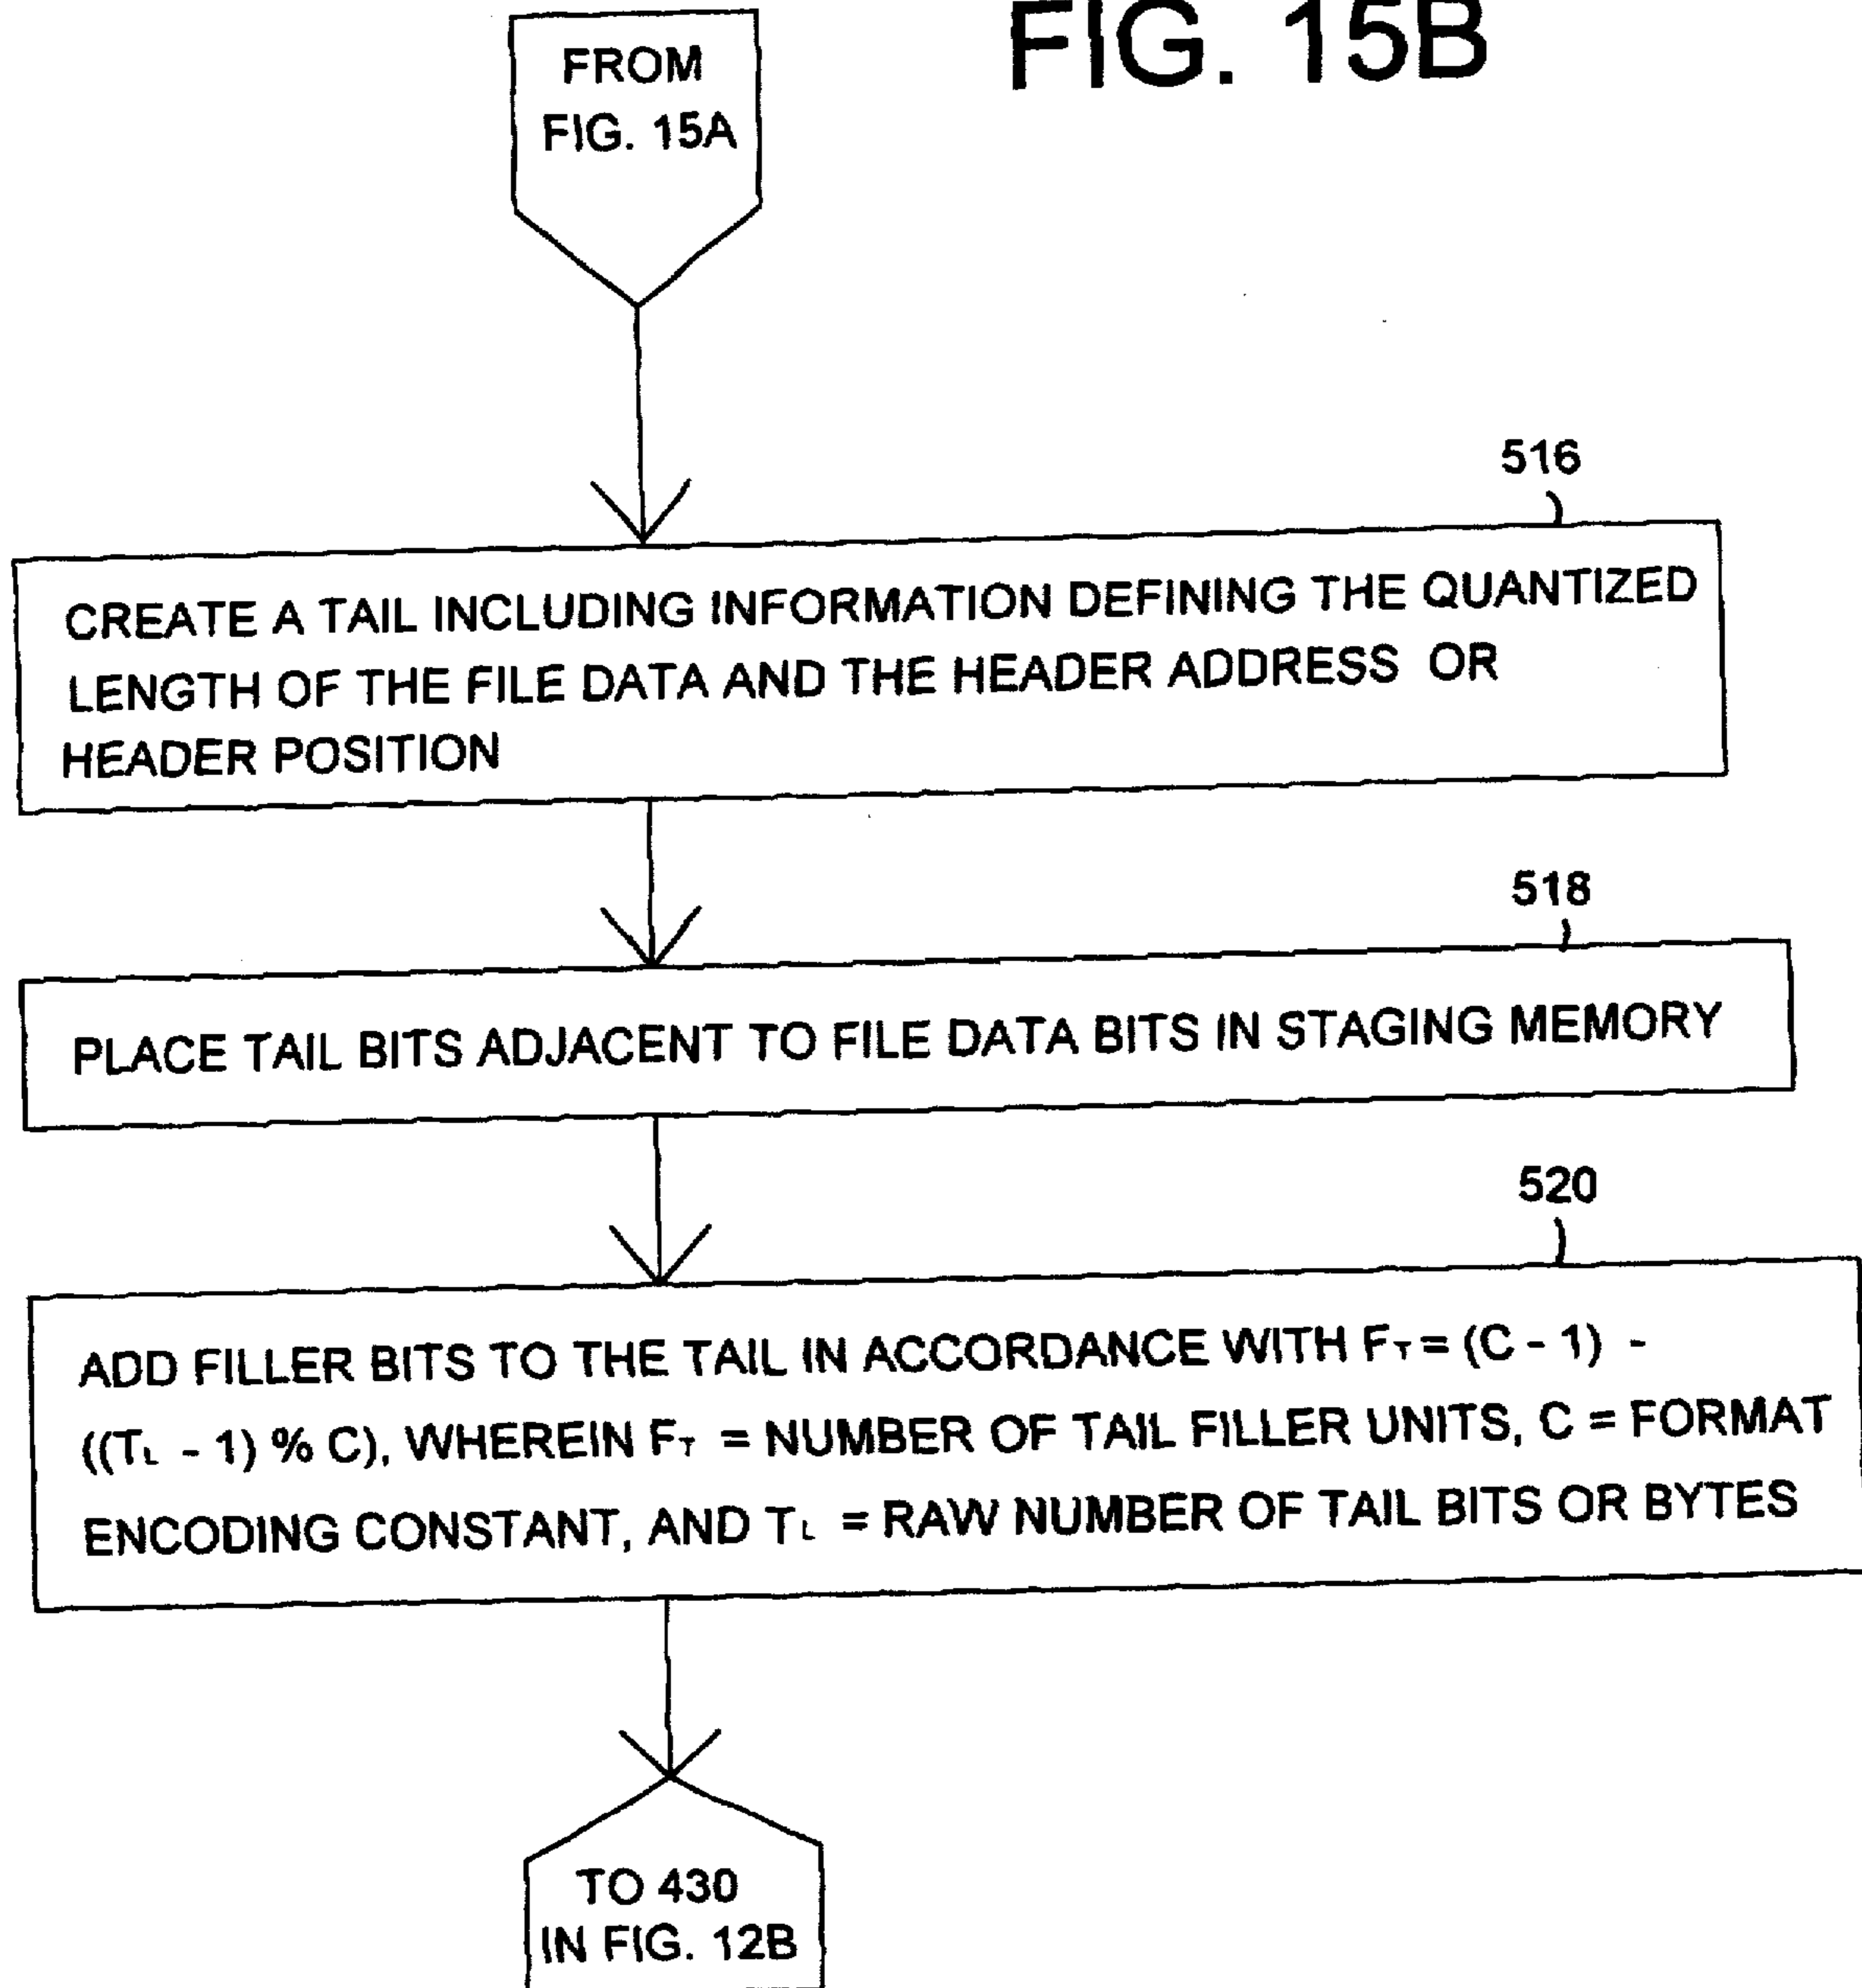 FIG. 15B
FROM
FIG. 15A
516
CREATE A TAIL INCLUDING INFORMATION DEFINING THE QUANTIZED
LENGTH OF THE FILE DATA AND THE HEADER ADDRESS OR
HEADER POSITION
518
PLACE TAIL BITS ADJACENT TO FILE DATA BITS IN STAGING MEMORY
520
ADD FILLER BITS TO THE TAIL IN ACCORDANCE WITH FT = (C - 1) -
((TL - 1) % C), WHEREIN FT = NUMBER OF TAIL FILLER UNITS, C = FORMAT
ENCODING CONSTANT, AND TL = RAW NUMBER OF TAIL BITS OR BYTES
TO 430
IN FIG. 12B